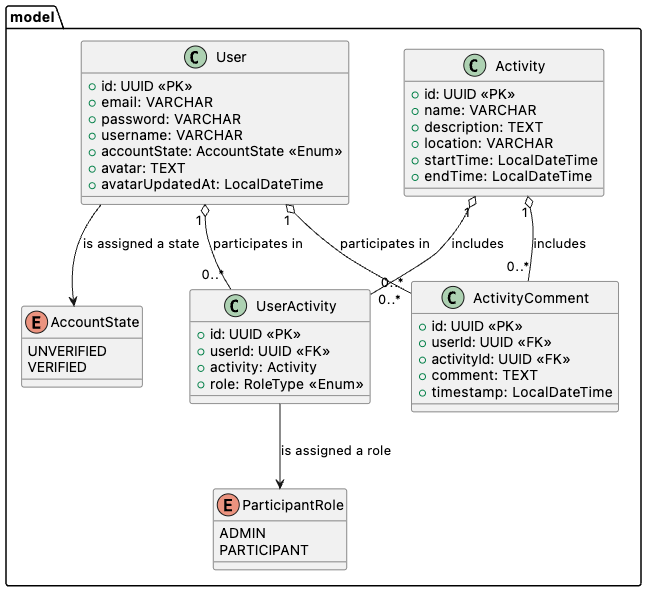 model
C User
id: UUID «PK»
email: VARCHAR
password: VARCHAR
username: VARCHAR
accountState: AccountState «Enum»
avatar: TEXT
avatarUpdatedAt: LocalDateTime
C Activity
id: UUID «PK»
name: VARCHAR
description: TEXT
location: VARCHAR
startTime: LocalDateTime
endTime: LocalDateTime
1
1
1
1
is assigned a state
participates in
participates in
includes
includes
0..*
0..*
0..*
0..*
E AccountState
UNVERIFIED
VERIFIED
C UserActivity
id: UUID «PK»
userId: UUID «FK»
activity: Activity
role: RoleType «Enum»
C ActivityComment
id: UUID «PK»
userId: UUID «FK»
activityId: UUID «FK»
comment: TEXT
timestamp: LocalDateTime
is assigned a role
E ParticipantRole
ADMIN
PARTICIPANT